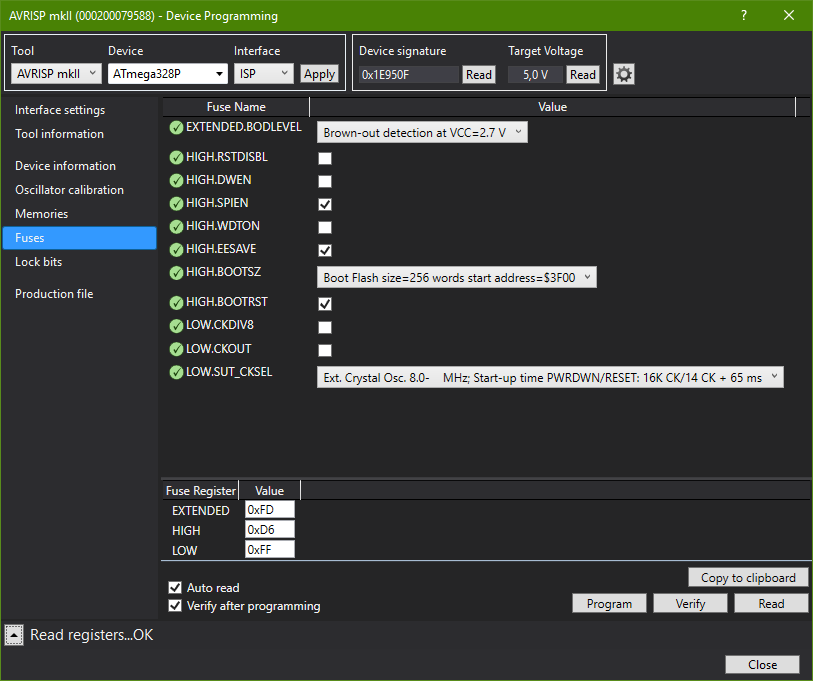 AVRISP mkII (000200079588) - Device Programming ?
Tool Device Interface Device signature Target Voltage
AVRISP mkII ATmega328P ISP Apply 0x1E950F Read 5,0 V Read
Interface settings
Tool information
Device information
Oscillator calibration
Memories
Fuses
Lock bits
Production file
Fuse Name Value
EXTENDED.BODLEVEL Brown-out detection at VCC=2.7 V
HIGH.RSTDISBL
HIGH.DWEN
HIGH.SPIEN
HIGH.WDTON
HIGH.EESAVE
HIGH.BOOTSZ Boot Flash size=256 words start address=$3F00
HIGH.BOOTRST
LOW.CKDIV8
LOW.CKOUT
LOW.SUT_CKSEL Ext. Crystal Osc. 8.0- MHz; Start-up time PWRDWN/RESET: 16K CK/14 CK + 65 ms
Fuse Register Value
EXTENDED 0xFD
HIGH 0xD6
LOW 0xFF
Copy to clipboard
Auto read
Verify after programming
Program Verify Read
Read registers...OK
Close